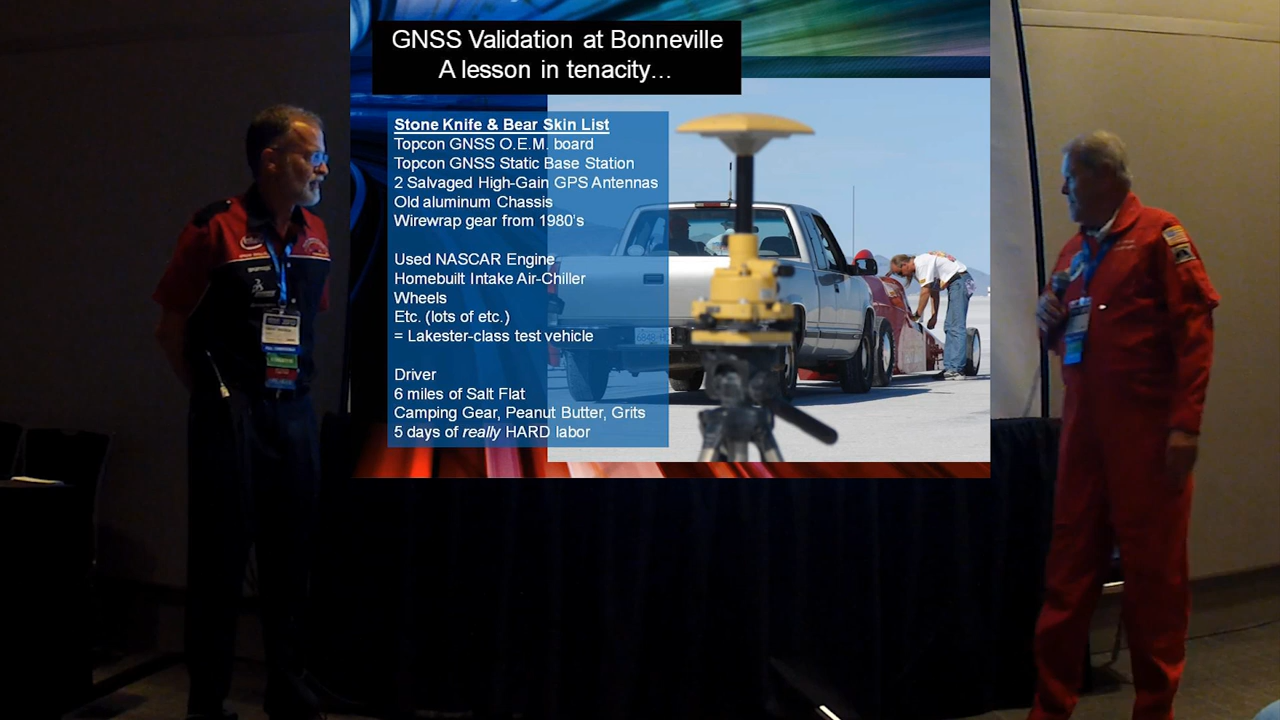 GNSS Validation at Bonneville
A lesson in tenacity...
Stone Knife & Bear Skin List
Topcon GNSS O.E.M. board
Topcon GNSS Static Base Station
2 Salvaged High-Gain GPS Antennas
Old aluminum Chassis
Wirewrap gear from 1980's
Used NASCAR Engine
Homebuilt Intake Air-Chiller
Wheels
Etc. (lots of etc.)
= Lakester-class test vehicle
Driver
6 miles of Salt Flat
Camping Gear, Peanut Butter, Grits
5 days of really HARD labor